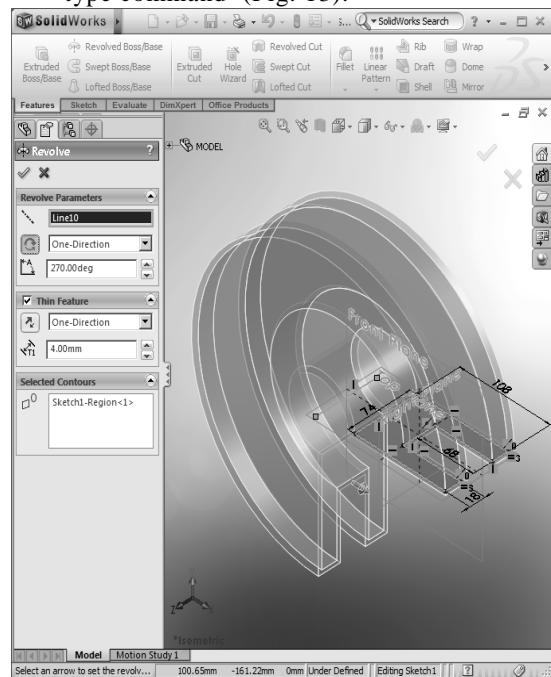 type command (Fig. 13).
SolidWorks
s... SolidWorks Search ?
Extruded Boss/Base
Revolved Boss/Base
Swept Boss/Base
Lofted Boss/Base
Extruded Cut
Hole Wizard
Revolved Cut
Swept Cut
Lofted Cut
Fillet
Linear Pattern
Rib
Draft
Shell
Wrap
Dome
Mirror
Features Sketch Evaluate DimXpert Office Products
MODEL
Revolve ?
Revolve Parameters
Line10
One-Direction
270.00deg
Thin Feature
One-Direction
4.00mm
Selected Contours
Sketch1-Region<1>
Front Plane
108
74
68
18
*Isometric
Model Motion Study 1
Select an arrow to set the revolv... 100.65mm -161.22mm 0mm Under Defined Editing Sketch1 ?